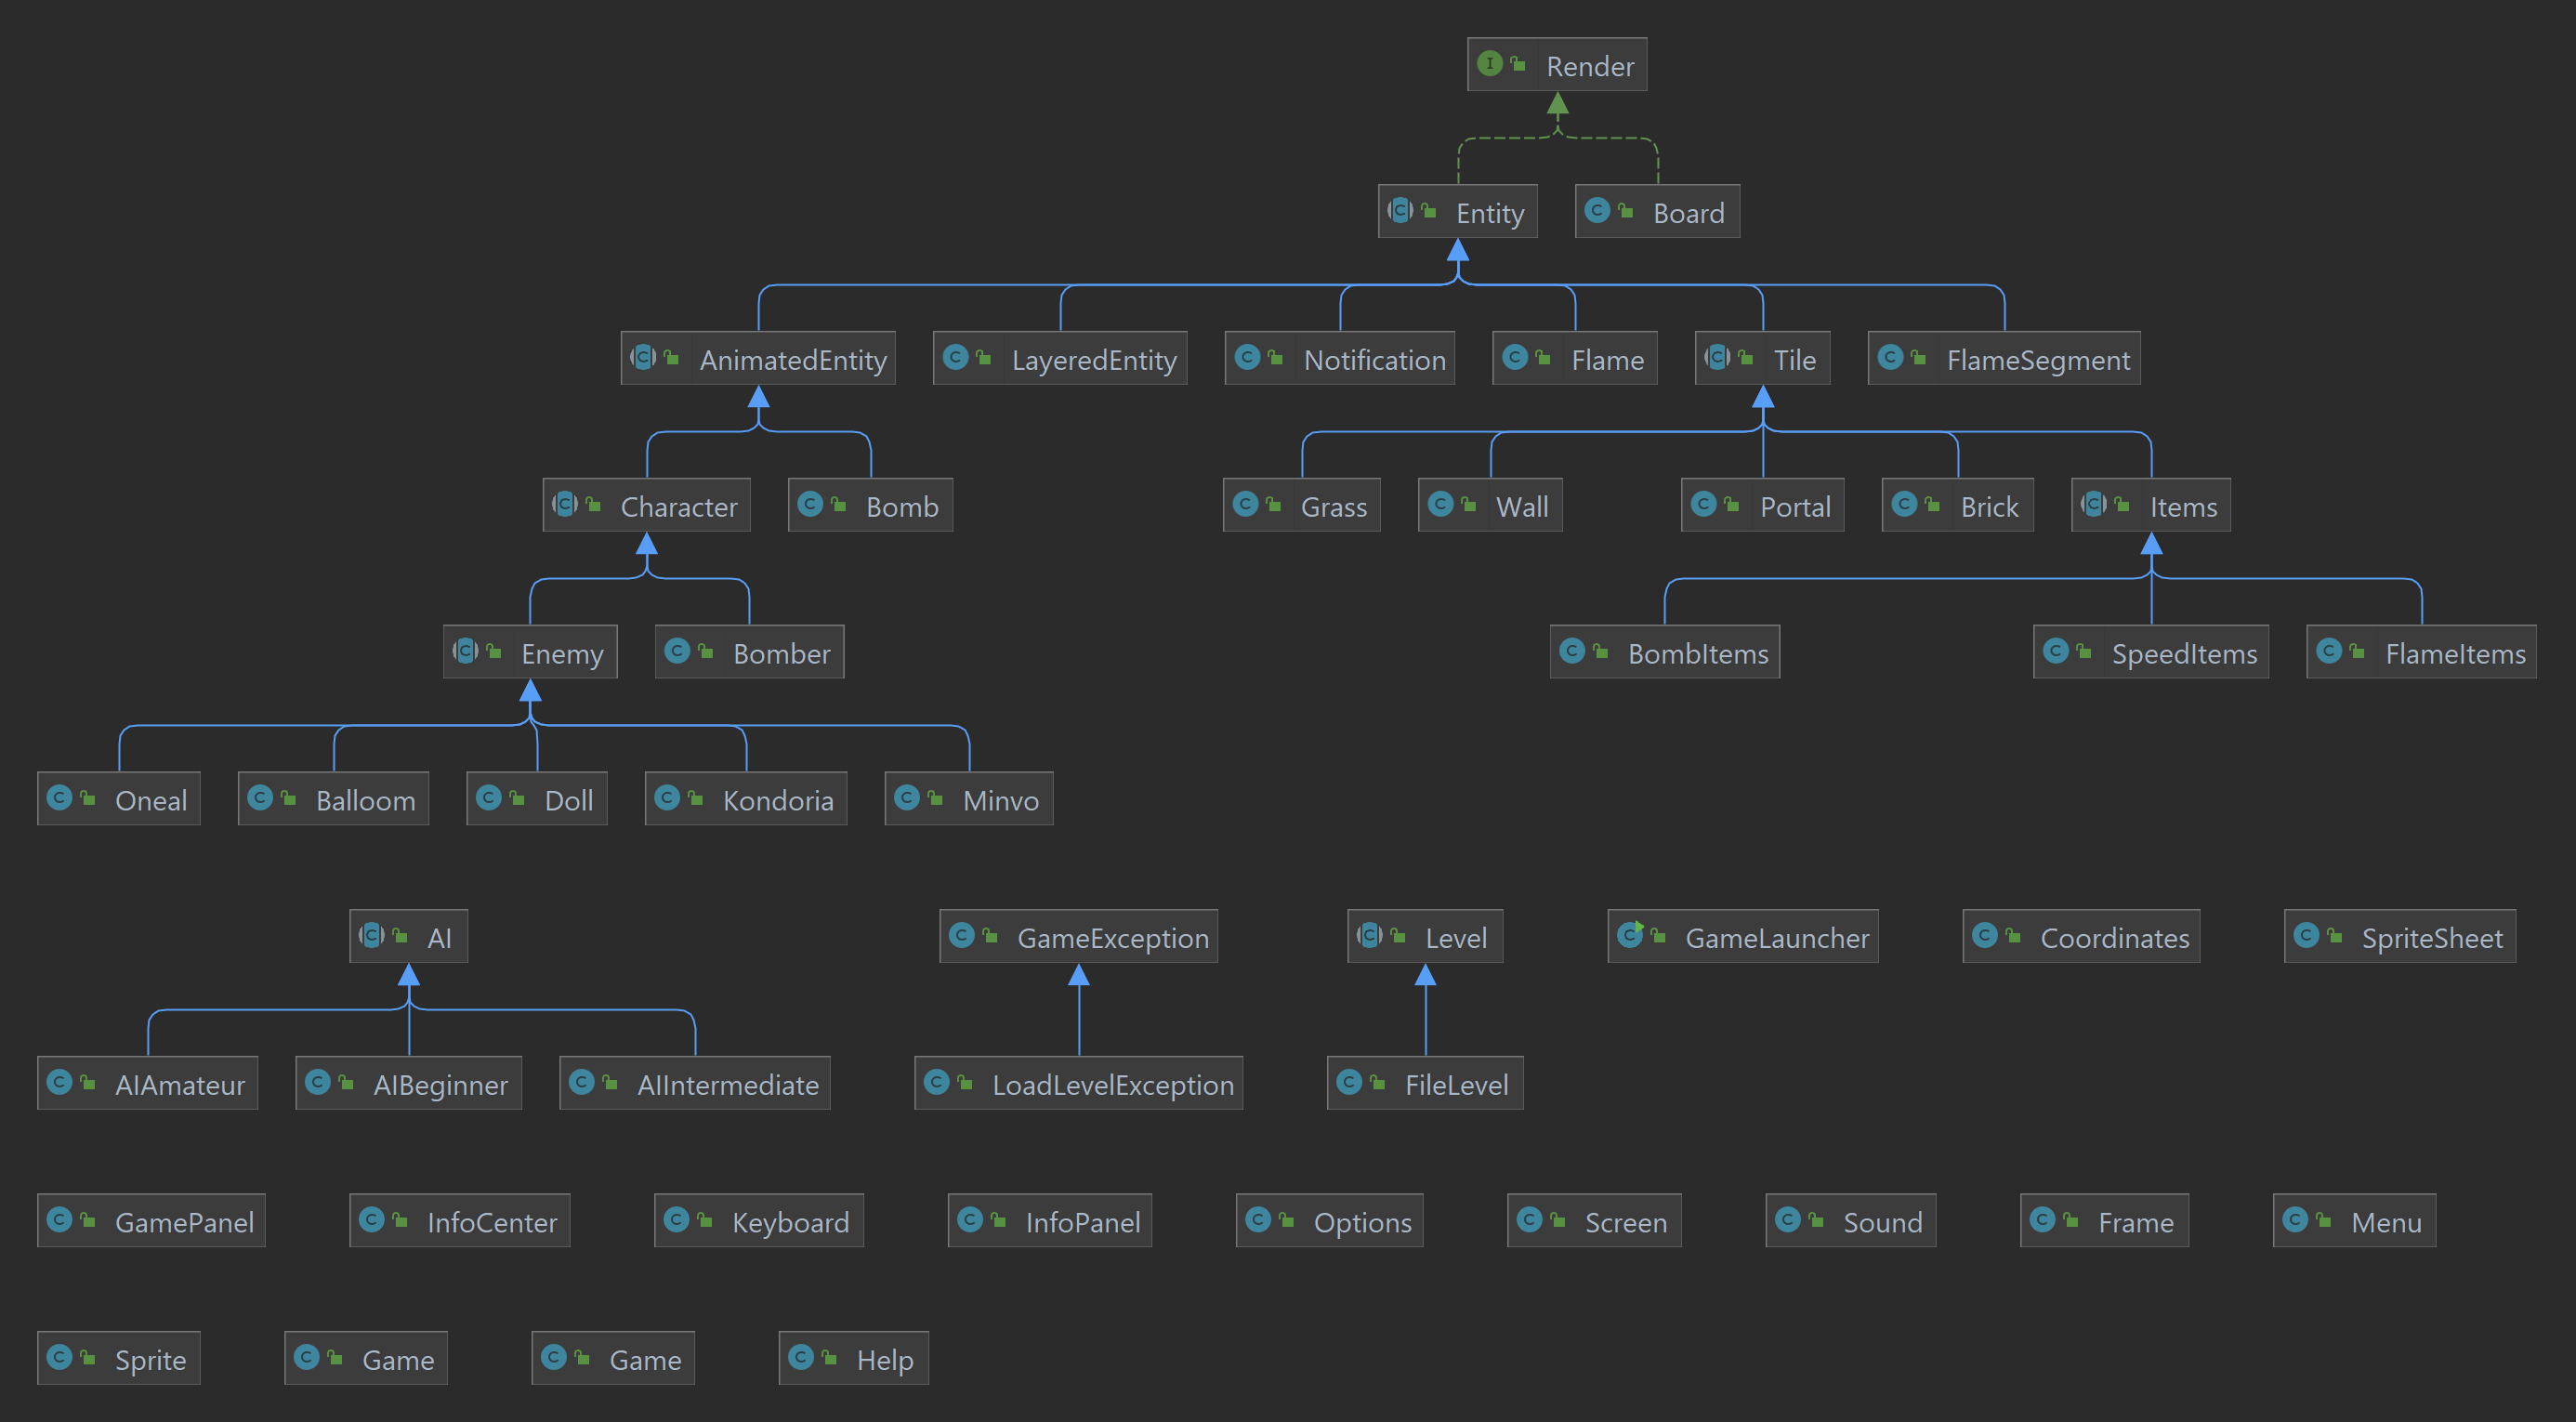 Render
Entity Board
AnimatedEntity LayeredEntity Notification Flame Tile FlameSegment
Character Bomb Grass Wall Portal Brick Items
Enemy Bomber BombItems SpeedItems FlameItems
Oneal Balloom Doll Kondoria Minvo
AI GameException Level GameLauncher Coordinates SpriteSheet
AIAmateur AIBeginner AIIntermediate LoadLevelException FileLevel
GamePanel InfoCenter Keyboard InfoPanel Options Screen Sound Frame Menu
Sprite Game Game Help